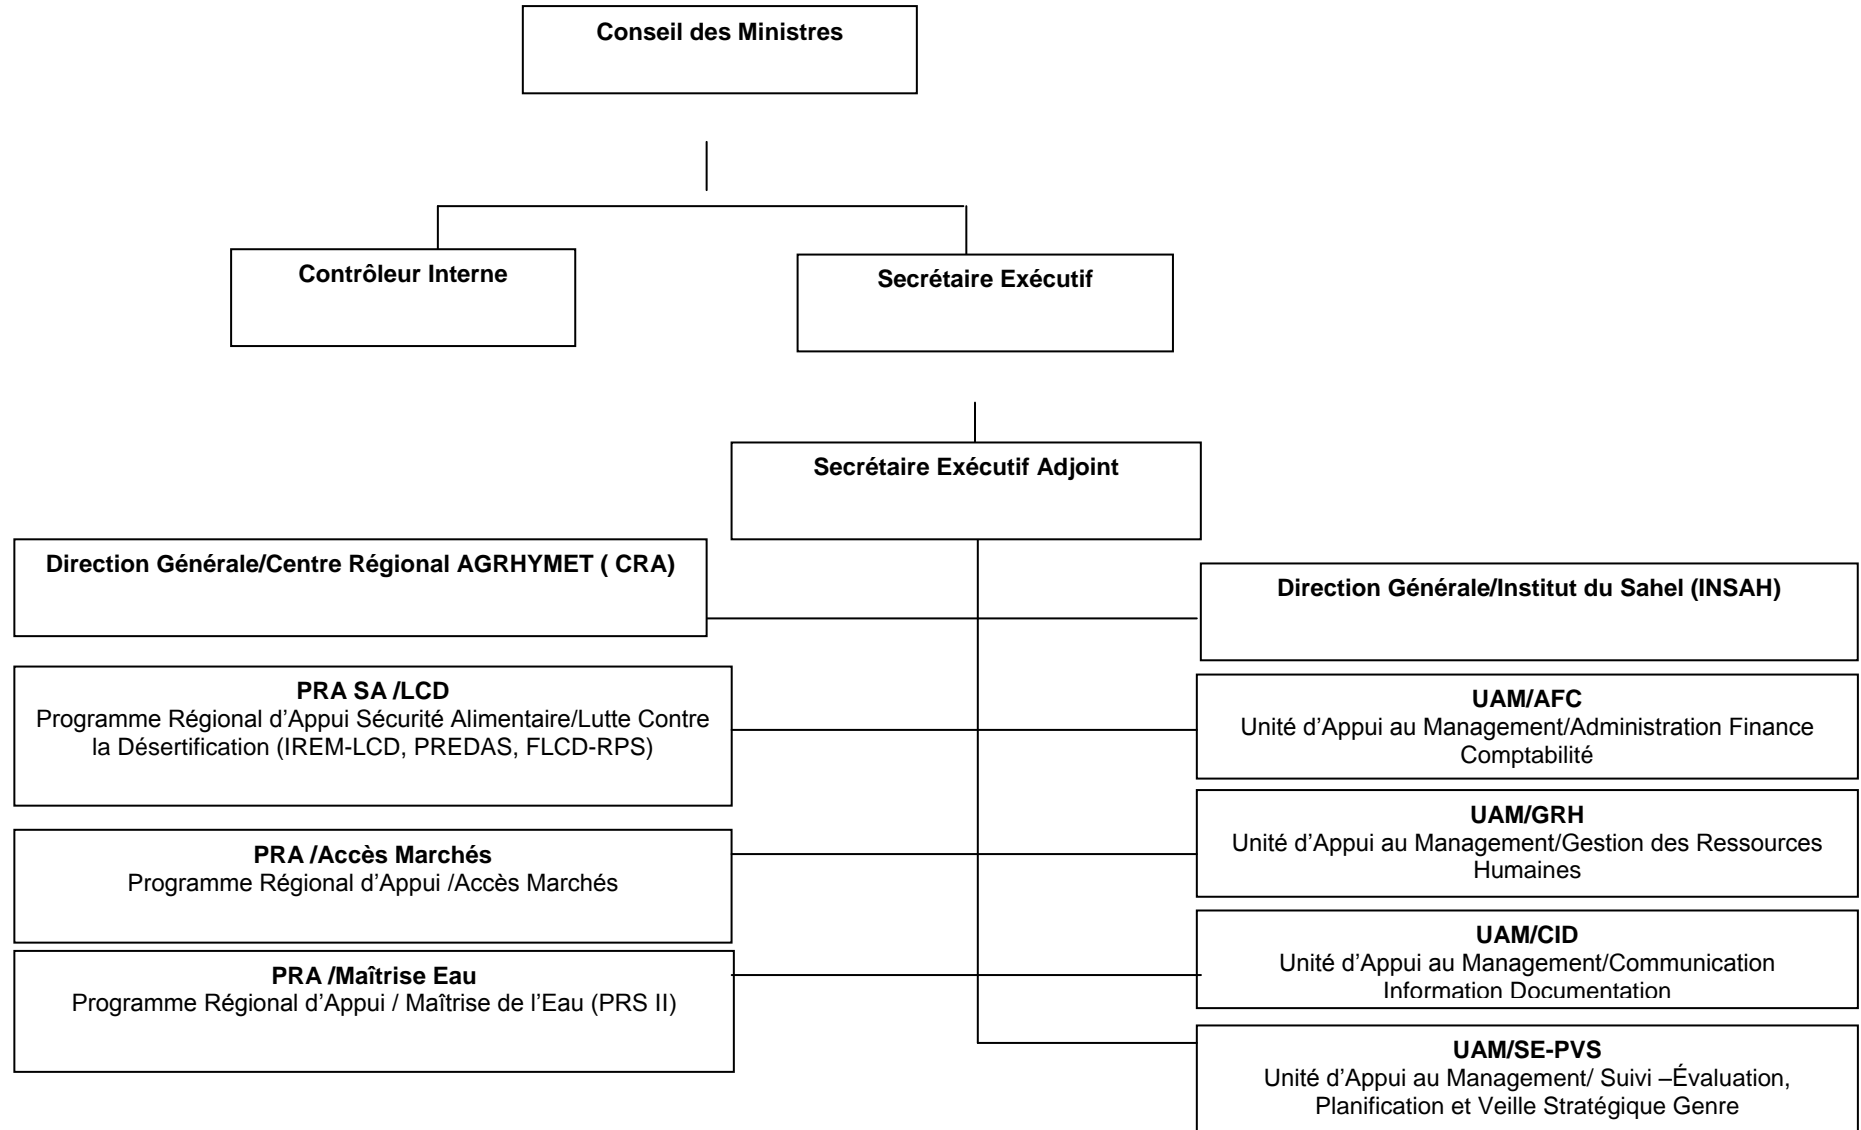 Conseil des Ministres
Contrôleur Interne
Secrétaire Exécutif
Secrétaire Exécutif Adjoint
Direction Générale/Centre Régional AGRHYMET ( CRA)
Direction Générale/Institut du Sahel (INSAH)
PRA SA /LCD
Programme Régional d’Appui Sécurité Alimentaire/Lutte Contre
la Désertification (IREM-LCD, PREDAS, FLCD-RPS)
UAM/AFC
Unité d’Appui au Management/Administration Finance
Comptabilité
PRA /Accès Marchés
Programme Régional d’Appui /Accès Marchés
UAM/GRH
Unité d’Appui au Management/Gestion des Ressources
Humaines
PRA /Maîtrise Eau
Programme Régional d’Appui / Maîtrise de l’Eau (PRS II)
UAM/CID
Unité d’Appui au Management/Communication
Information Documentation
UAM/SE-PVS
Unité d’Appui au Management/ Suivi –Évaluation,
Planification et Veille Stratégique Genre